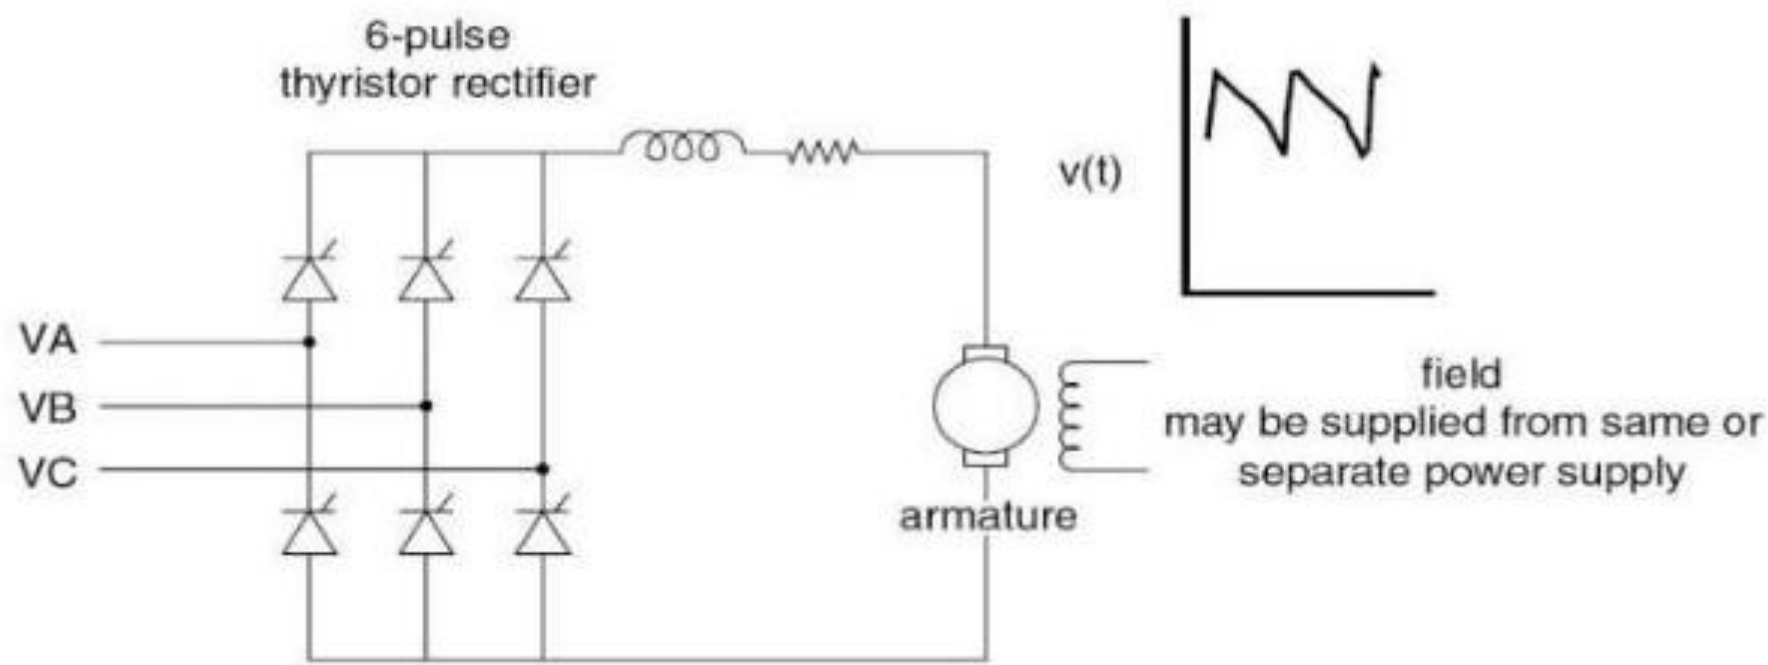 6-pulse
thyristor rectifier
v(t)
VA
VB
VC
field
may be supplied from same or
separate power supply
armature